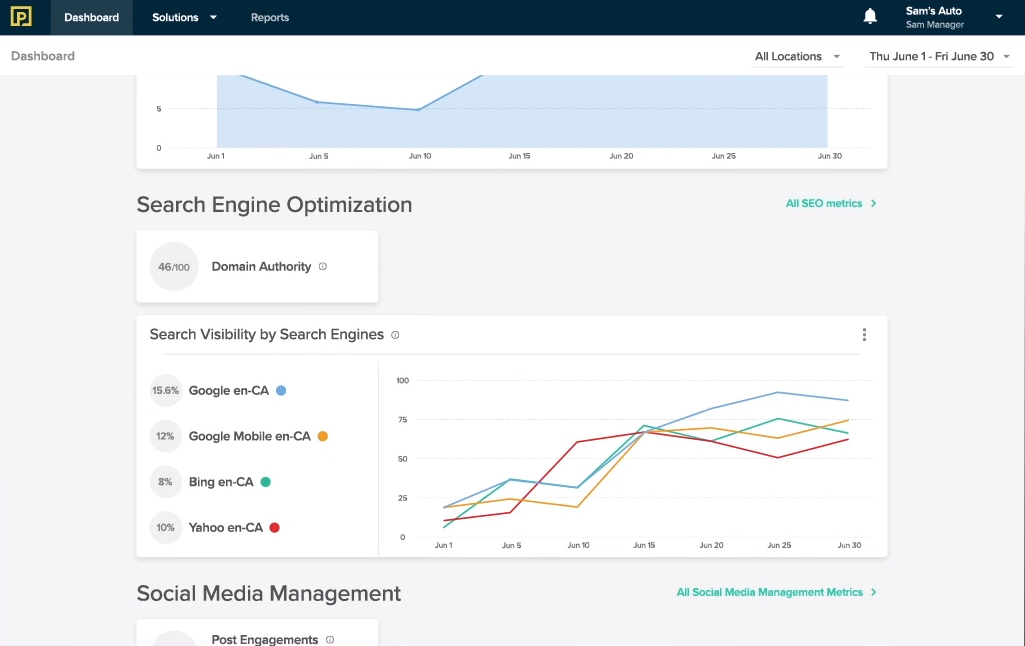 P Dashboard Solutions Reports Sam's Auto
Sam Manager
Dashboard All Locations Thu June 1 - Fri June 30
5
0
Jun 1 Jun 5 Jun 10 Jun 15 Jun 20 Jun 25 Jun 30
Search Engine Optimization All SEO metrics
46/100 Domain Authority
Search Visibility by Search Engines
15.6% Google en-CA
12% Google Mobile en-CA
8% Bing en-CA
10% Yahoo en-CA
100
75
50
25
0
Jun 1 Jun 5 Jun 10 Jun 15 Jun 20 Jun 25 Jun 30
Social Media Management All Social Media Management Metrics
Post Engagements